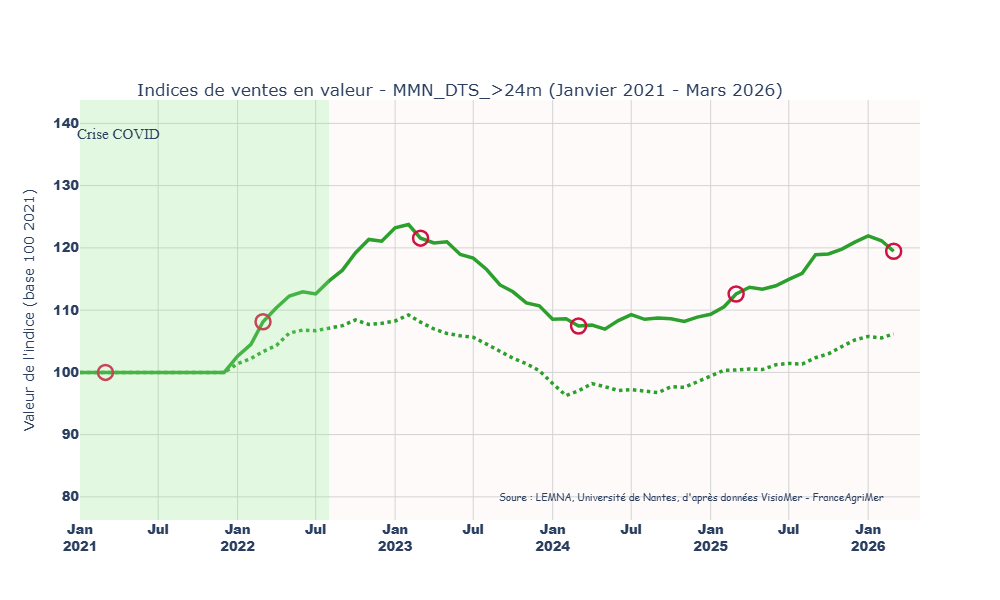 Indices de ventes en valeur - MMN_DTS_>24m (Janvier 2021 - Mars 2026)
Valeur de l'indice (base 100 2021)
140
Crise COVID
130
120
110
100
90
80
Soure : LEMNA, Université de Nantes, d'après données VisioMer - FranceAgriMer
Jan Jul Jan Jul Jan Jul Jan Jul Jan Jul Jan
2021 2022 2023 2024 2025 2026